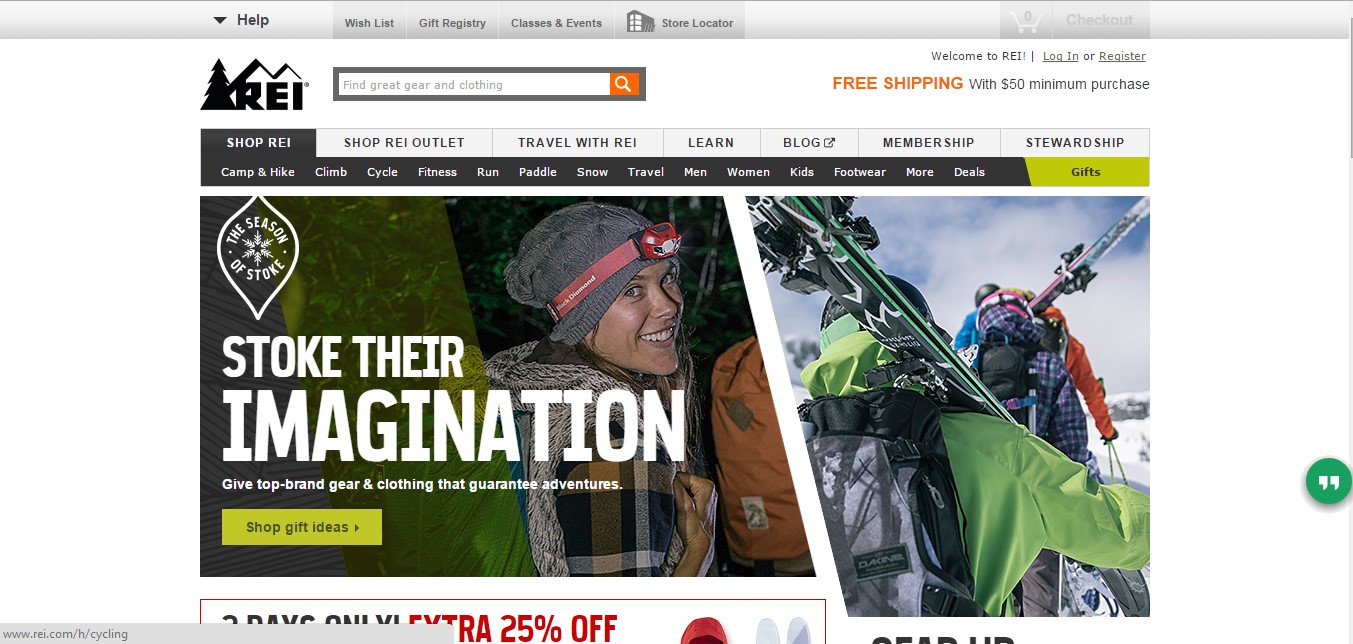 Help
Wish List
Gift Registry
Classes & Events
Store Locator
0
Checkout
Welcome to REI! | Log In or Register
REI
Find great gear and clothing
FREE SHIPPING With $50 minimum purchase
SHOP REI
SHOP REI OUTLET
TRAVEL WITH REI
LEARN
BLOG
MEMBERSHIP
STEWARDSHIP
Camp & Hike
Climb
Cycle
Fitness
Run
Paddle
Snow
Travel
Men
Women
Kids
Footwear
More
Deals
Gifts
THE SEASON
OF STOKE
Black Diamond
STOKE THEIR
IMAGINATION
Give top-brand gear & clothing that guarantee adventures.
Shop gift ideas
DAKINE
DAYS ONLY! EXTRA 25% OFF
GEAR UP
www.rei.com/h/cycling